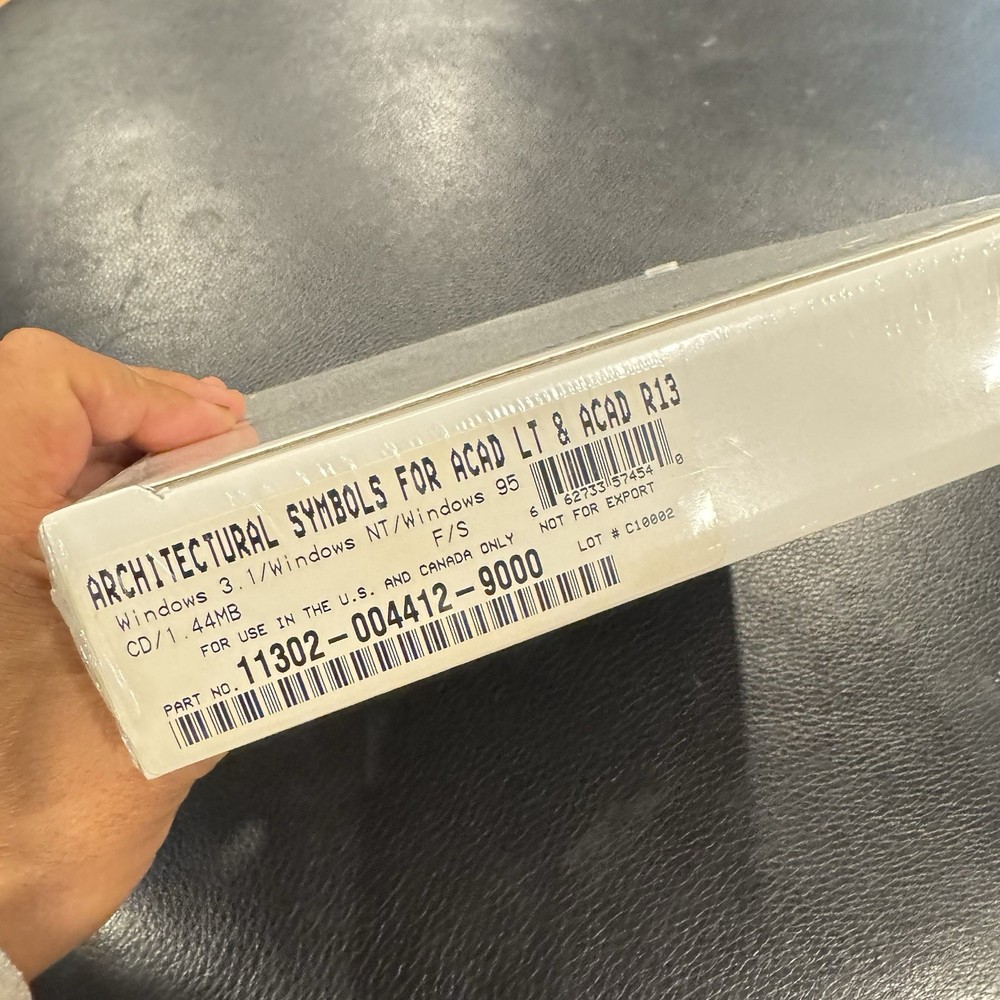 ARCHITECTURAL SYMBOLS FOR ACAD LT & ACAD R13
Windows 3.1/Windows NT/Windows 95
CD/1.44MB F/S
6 62733 57454 0
NOT FOR EXPORT
FOR USE IN THE U.S. AND CANADA ONLY
LOT # C10002
PART NO. 11302-004412-9000